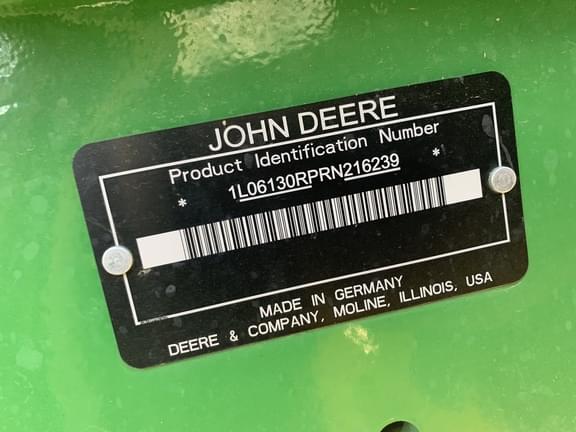 JOHN DEERE
Product Identification Number
* 1L06130RPRN216239 *
MADE IN GERMANY
DEERE & COMPANY, MOLINE, ILLINOIS, USA